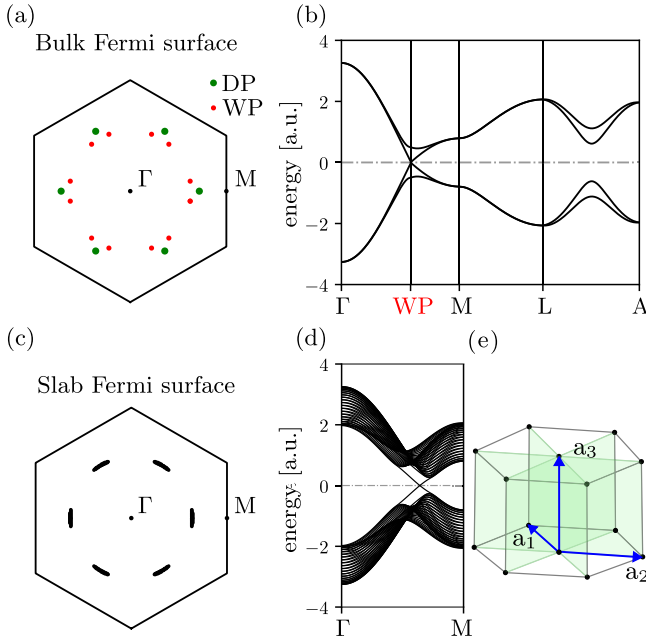 (a)
Bulk Fermi surface
DP
WP
Γ
M
(b)
energy [a.u.]
4
2
0
−2
−4
Γ
WP
M
L
A
(c)
Slab Fermi surface
Γ
M
(d)
energy [a.u.]
4
2
0
−2
−4
Γ
M
(e)
a3
a1
a2